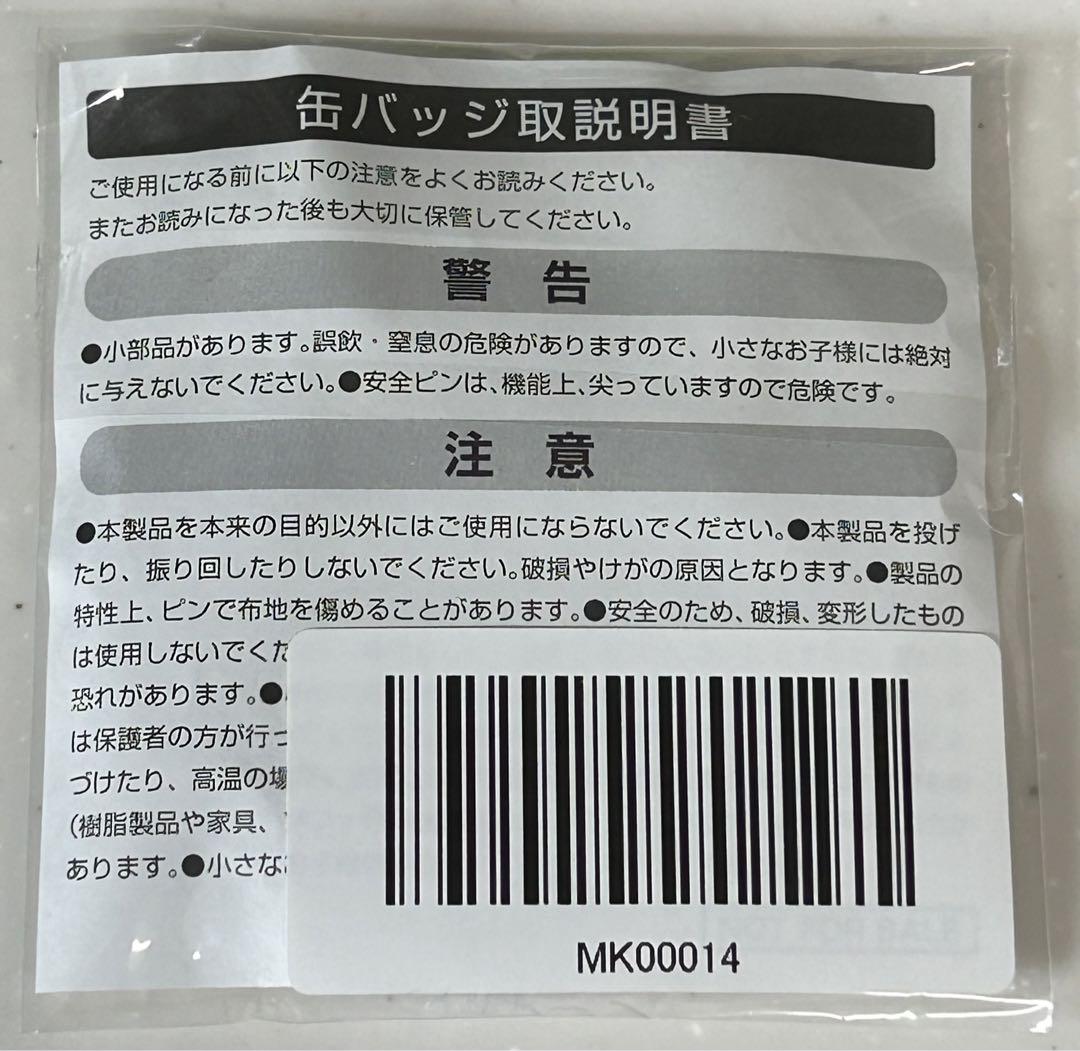 缶バッジ取説明書
ご使用になる前に以下の注意をよくお読みください。
またお読みになった後も大切に保管してください。
警 告
●小部品があります。誤飲・窒息の危険がありますので、小さなお子様には絶対
に与えないでください。●安全ピンは、機能上、尖っていますので危険です。
注 意
●本製品を本来の目的以外にはご使用にならないでください。●本製品を投げ
たり、振り回したりしないでください。破損やけがの原因となります。●製品の
特性上、ピンで布地を傷めることがあります。●安全のため、破損、変形したもの
は使用しないでくだ
恐れがあります。●
は保護者の方が行っ
づけたり、高温の場
(樹脂製品や家具、
あります。●小さな
MK00014
NOT FOR SALE